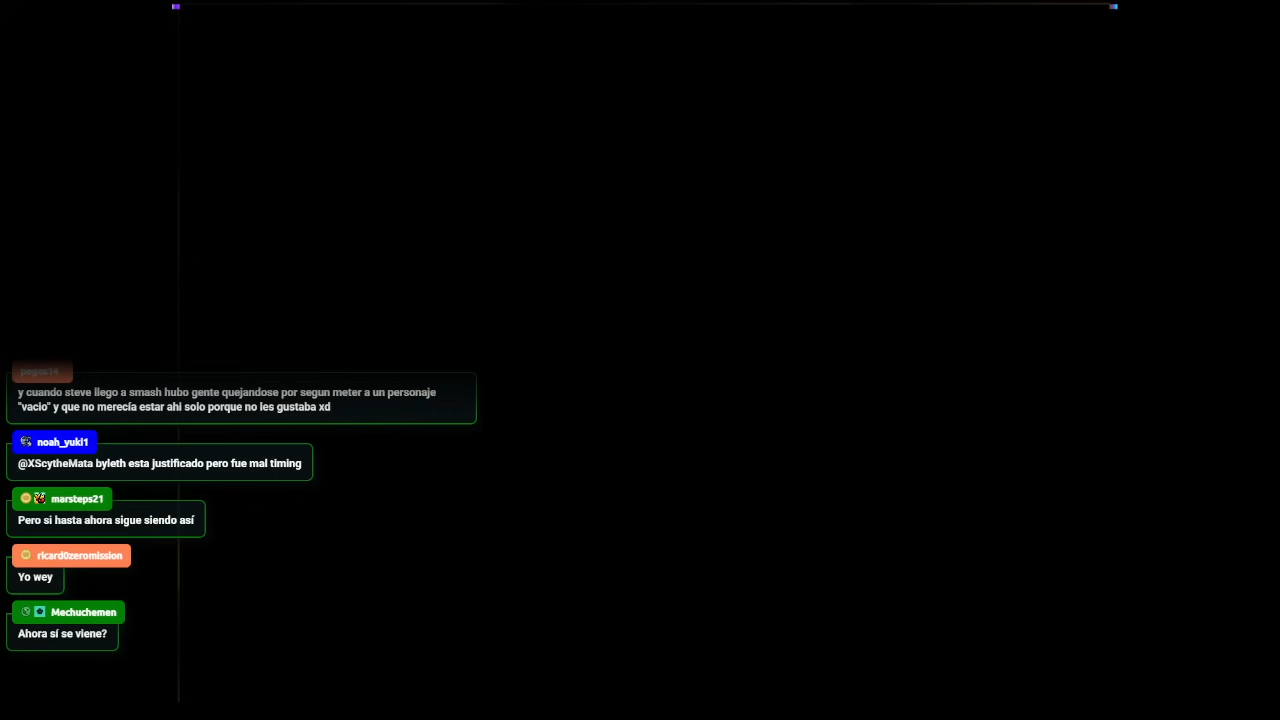 pegas14
y cuando steve llego a smash hubo gente quejandose por segun meter a un personaje
"vacio" y que no merecía estar ahi solo porque no les gustaba xd
noah_yuki1
@XScytheMata byleth esta justificado pero fue mal timing
marsteps21
Pero si hasta ahora sigue siendo así
ricard0zeromission
Yo wey
Mechuchemen
Ahora sí se viene?